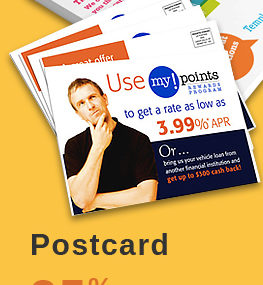 Use my! points
REWARDS
PROGRAM
to get a rate as low as
3.99% APR
Or...
bring us your vehicle loan from
another financial institution and
get up to $300 cash back!
Postcard